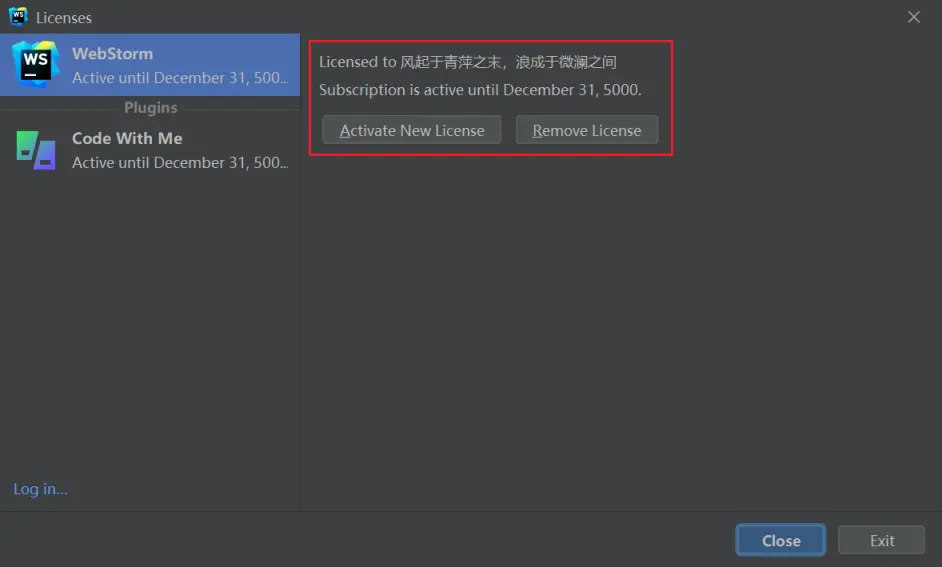 Licenses
WebStorm
Active until December 31, 500...
Plugins
Code With Me
Active until December 31, 500...
Log in...
Licensed to 风起于青萍之末，浪成于微澜之间
Subscription is active until December 31, 5000.
Activate New License
Remove License
Close
Exit